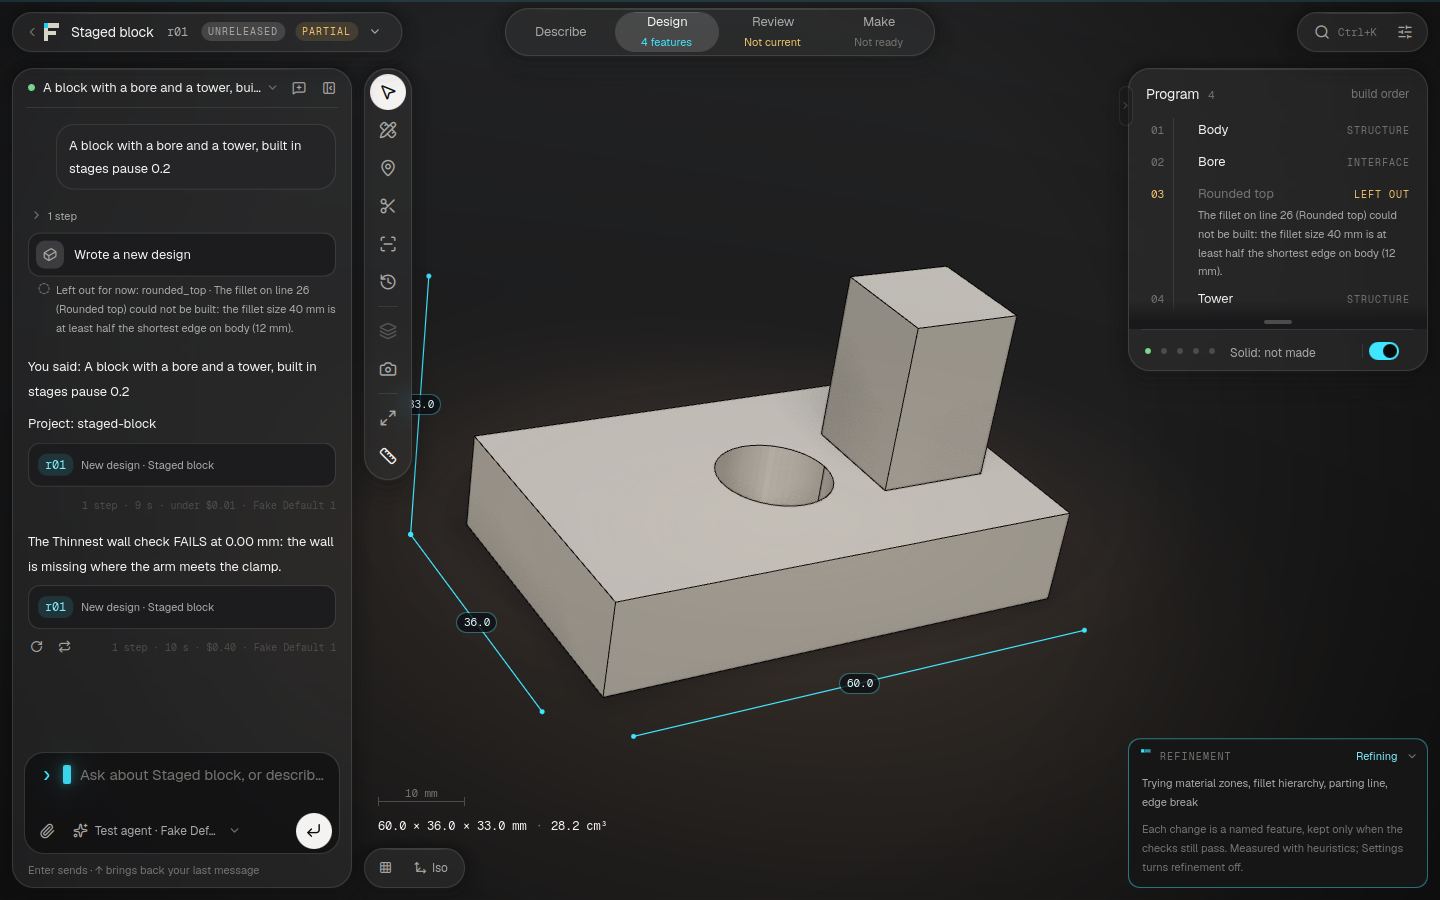 Staged block r01 UNRELEASED PARTIAL
Describe
Design
4 features
Review
Not current
Make
Not ready
Ctrl+K
A block with a bore and a tower, bui...
A block with a bore and a tower, built in
stages pause 0.2
1 step
Wrote a new design
Left out for now: rounded_top · The fillet on line 26
(Rounded top) could not be built: the fillet size 40 mm is
at least half the shortest edge on body (12 mm).
You said: A block with a bore and a tower, built in
stages pause 0.2
Project: staged-block
r01 New design · Staged block
1 step · 9 s · under $0.01 · Fake Default 1
The Thinnest wall check FAILS at 0.00 mm: the wall
is missing where the arm meets the clamp.
r01 New design · Staged block
1 step · 10 s · $0.40 · Fake Default 1
Ask about Staged block, or describ...
Test agent · Fake Def...
Enter sends · ↑ brings back your last message
33.0
36.0
60.0
10 mm
60.0 × 36.0 × 33.0 mm · 28.2 cm³
Iso
Program 4 build order
01 Body STRUCTURE
02 Bore INTERFACE
03 Rounded top LEFT OUT
The fillet on line 26 (Rounded top) could
not be built: the fillet size 40 mm is at
least half the shortest edge on body (12
mm).
04 Tower STRUCTURE
Solid: not made
REFINEMENT Refining
Trying material zones, fillet hierarchy, parting line,
edge break
Each change is a named feature, kept only when the
checks still pass. Measured with heuristics; Settings
turns refinement off.